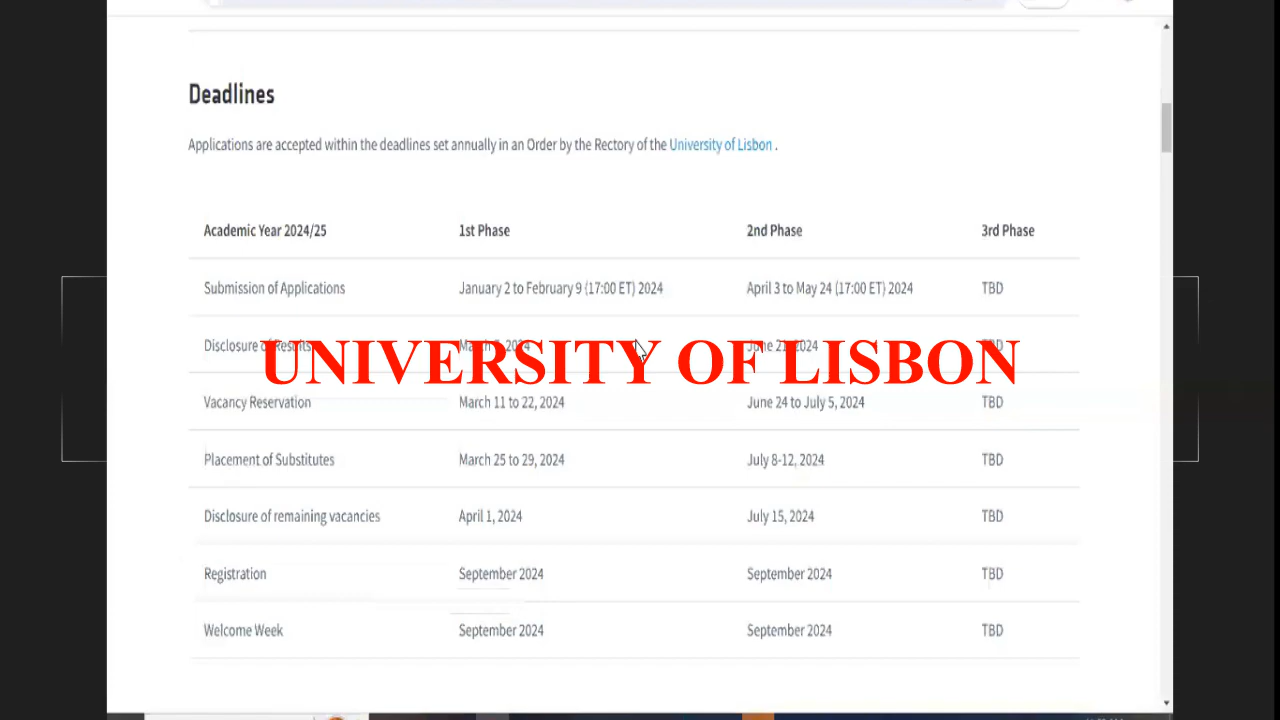 Deadlines
Applications are accepted within the deadlines set annually in an Order by the Rectory of the University of Lisbon .
Academic Year 2024/25 1st Phase 2nd Phase 3rd Phase
Submission of Applications January 2 to February 9 (17:00 ET) 2024 April 3 to May 24 (17:00 ET) 2024 TBD
Disclosure of Results 2024 June 21, 2024 TBD
UNIVERSITY OF LISBON
Vacancy Reservation March 11 to 22, 2024 June 24 to July 5, 2024 TBD
Placement of Substitutes March 25 to 29, 2024 July 8-12, 2024 TBD
Disclosure of remaining vacancies April 1, 2024 July 15, 2024 TBD
Registration September 2024 September 2024 TBD
Welcome Week September 2024 September 2024 TBD